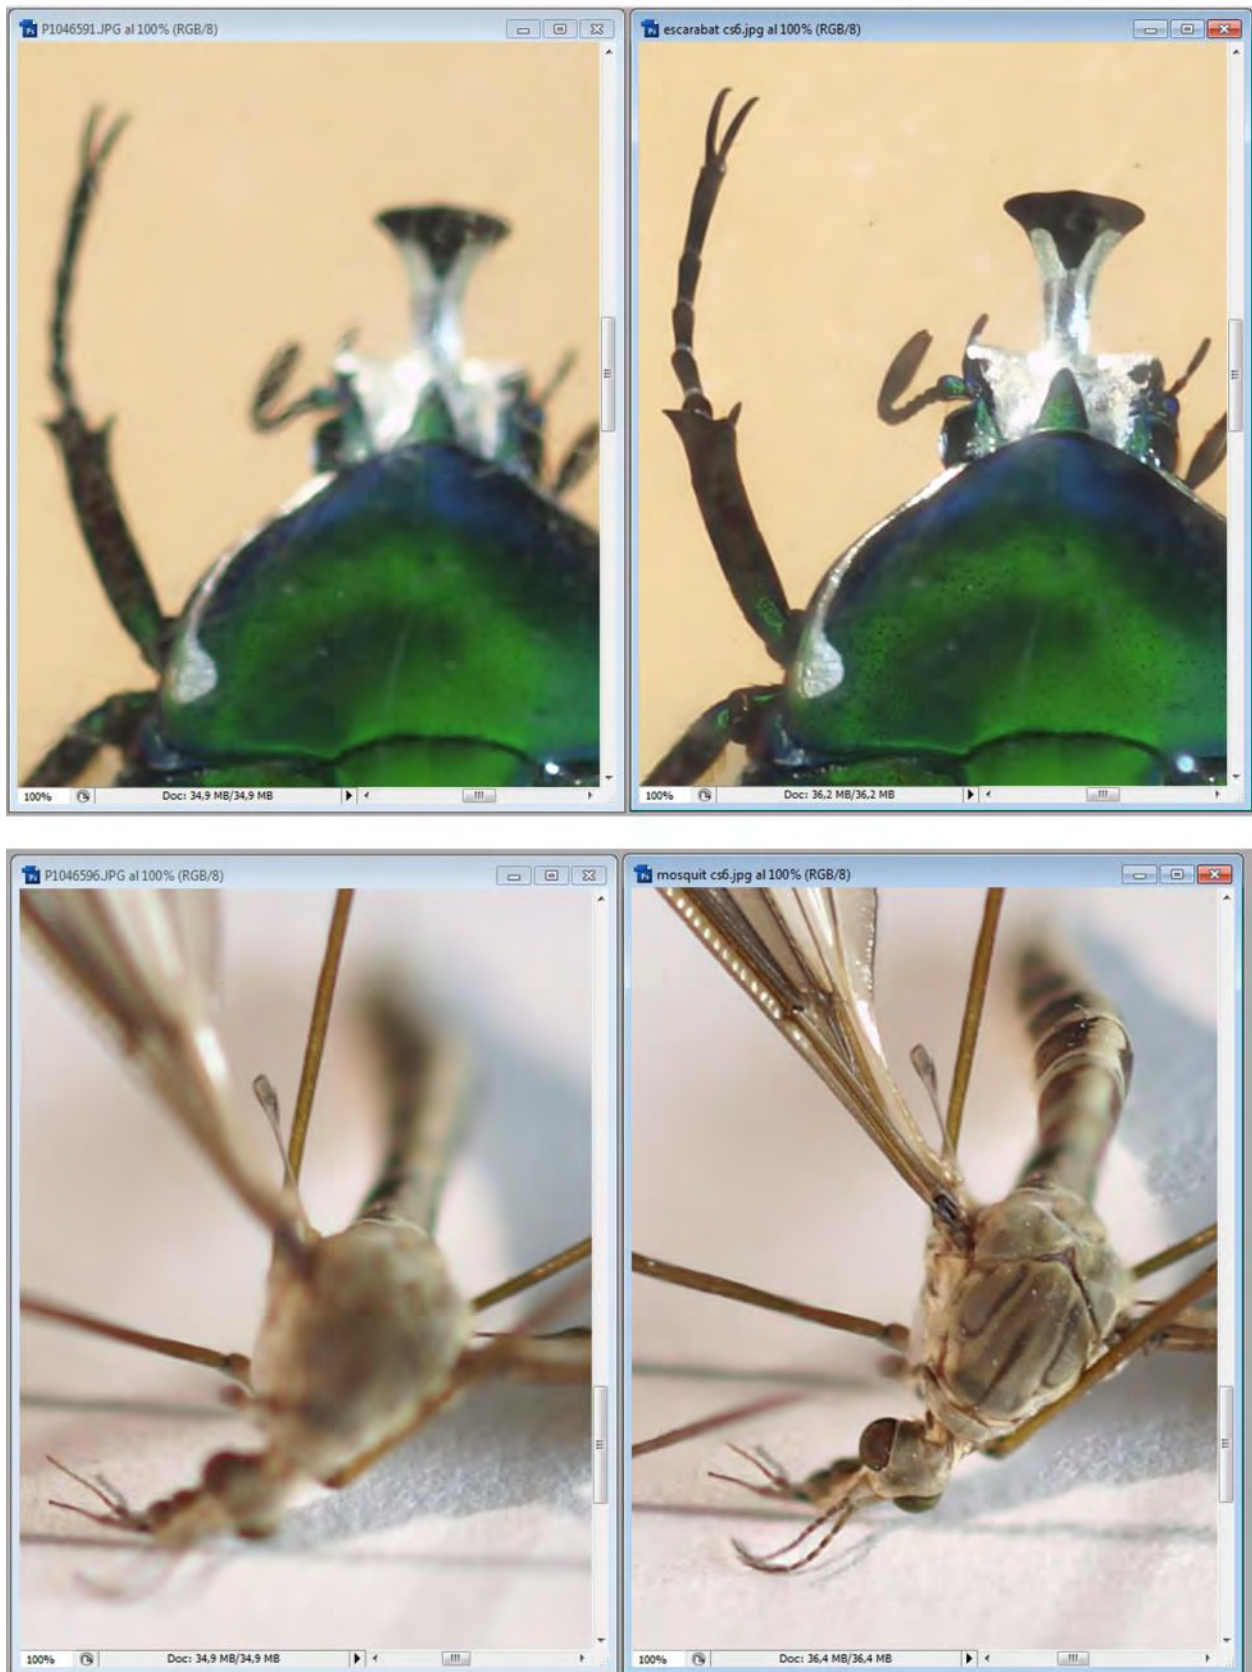 P1046591.JPG al 100% (RGB/8)
escarabat cs6.jpg al 100% (RGB/8)
100%
Doc: 34,9 MB/34,9 MB
100%
Doc: 36,2 MB/36,2 MB
P1046596.JPG al 100% (RGB/8)
mosquit cs6.jpg al 100% (RGB/8)
100%
Doc: 34,9 MB/34,9 MB
100%
Doc: 36,4 MB/36,4 MB